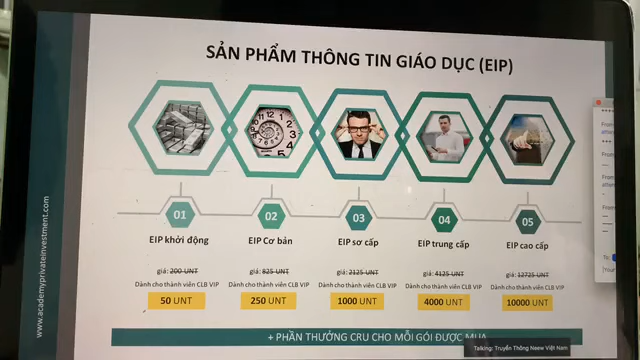 SẢN PHẨM THÔNG TIN GIÁO DỤC (EIP)
01
02
03
04
05
EIP khởi động
EIP Cơ bản
EIP sơ cấp
EIP trung cấp
EIP cao cấp
giá: 200 UNT
giá: 825 UNT
giá: 2125 UNT
giá: 4125 UNT
giá: 12725 UNT
Dành cho thành viên CLB VIP
Dành cho thành viên CLB VIP
Dành cho thành viên CLB VIP
Dành cho thành viên CLB VIP
Dành cho thành viên CLB VIP
50 UNT
250 UNT
1000 UNT
4000 UNT
10000 UNT
+ PHẦN THƯỞNG CRU CHO MỖI GÓI ĐƯỢC MUA
Talking: Truyền Thông Neew Việt Nam
www.academyprivateinvestment.com
From
From
To: